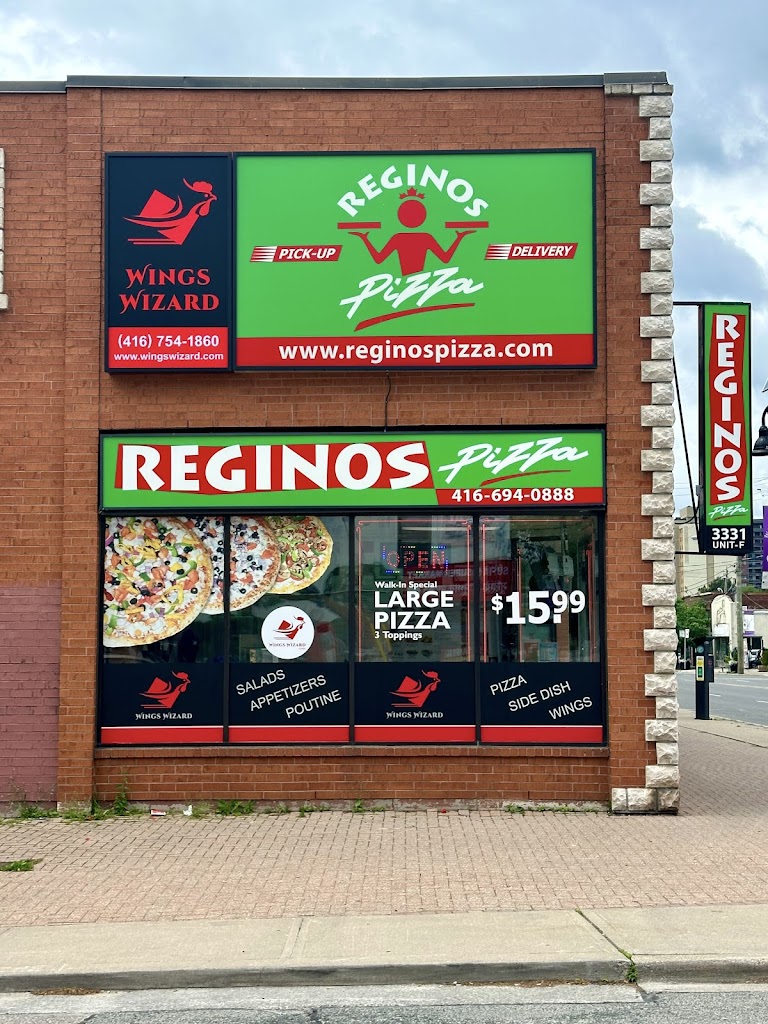 WINGS
WIZARD
(416) 754-1860
www.wingswizard.com
REGINOS
PICK-UP
DELIVERY
Pizza
www.reginospizza.com
REGINOS Pizza
416-694-0888
REGINOS
Pizza
3331
UNIT-F
OPEN
Walk-In Special
LARGE
PIZZA
3 Toppings
$15.99
WINGS WIZARD
WINGS WIZARD
SALADS
APPETIZERS
POUTINE
WINGS WIZARD
PIZZA
SIDE DISH
WINGS